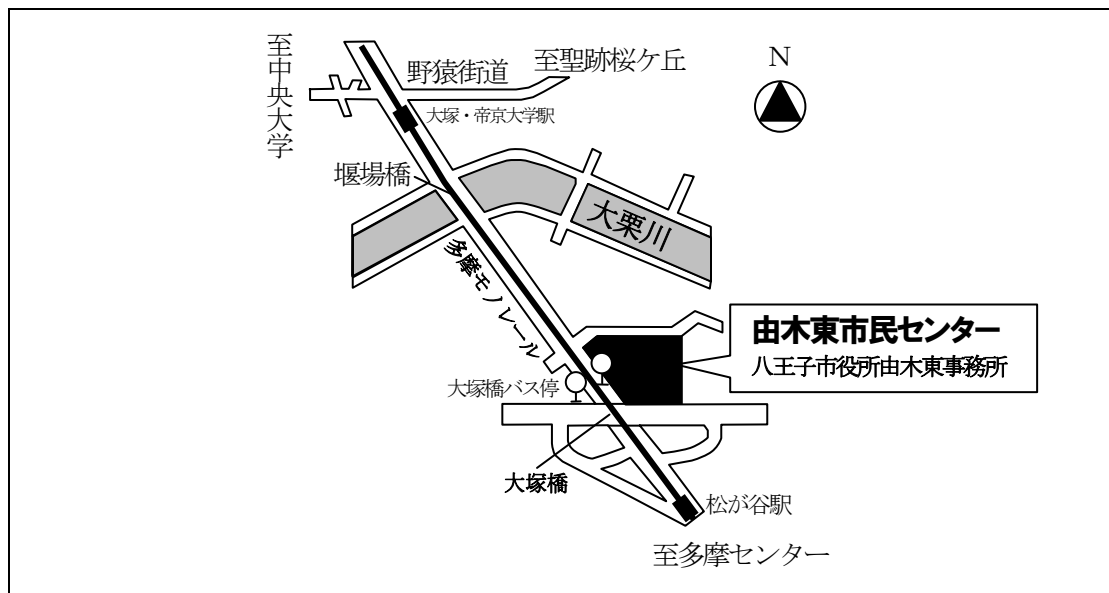 至中央大学
野猿街道
至聖跡桜ケ丘
N
大塚・帝京大学駅
堰場橋
大栗川
多摩モノレール
由木東市民センター
八王子市役所由木東事務所
大塚橋バス停
大塚橋
松が谷駅
至多摩センター